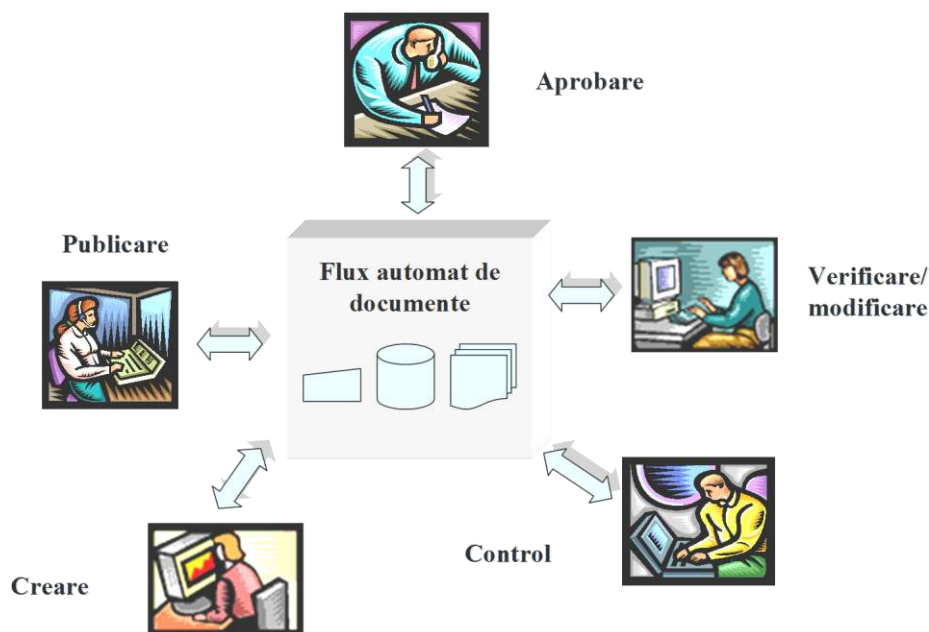 Aprobare
Publicare
Flux automat de
documente
Verificare/
modificare
Control
Creare